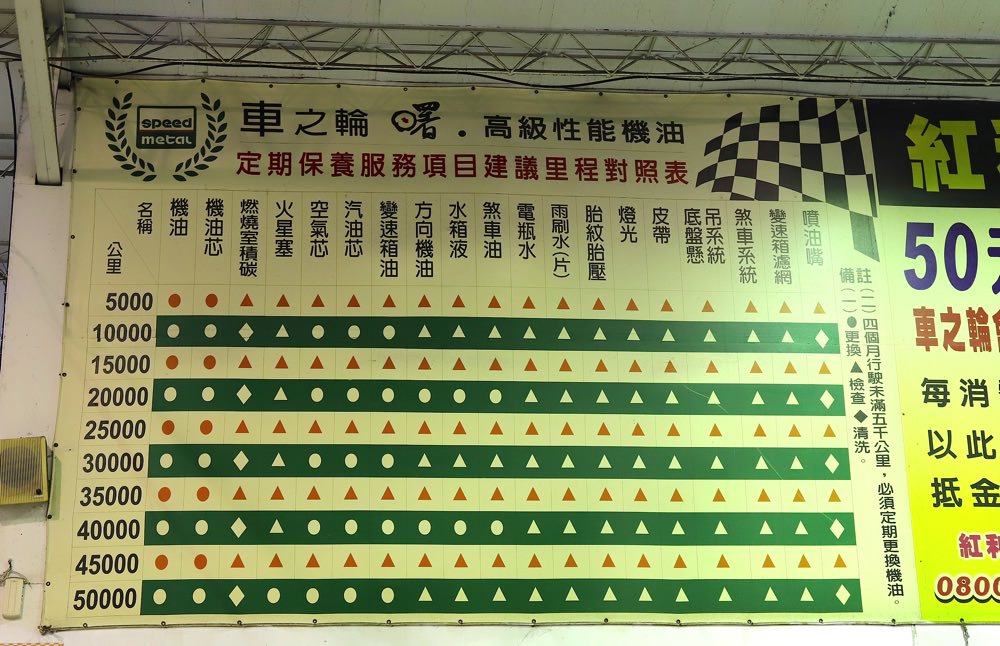 speed
metal
車之輪 曙．高級性能機油
定期保養服務項目建議里程對照表
名稱
公里
機油
機油芯
燃燒室積碳
火星塞
空氣芯
汽油芯
變速箱油
方向機油
水箱液
煞車油
電瓶水
雨刷水(片)
胎紋胎壓
燈光
皮帶
底盤懸
吊系統
煞車系統
變速箱濾網
噴油嘴
5000
10000
15000
20000
25000
30000
35000
40000
45000
50000
備註
(一)●更換▲檢查◆清洗。
(二)四個月行駛未滿五千公里，必須定期更換機油。
紅
50
車之輪
每消
以此
抵金
紅
080